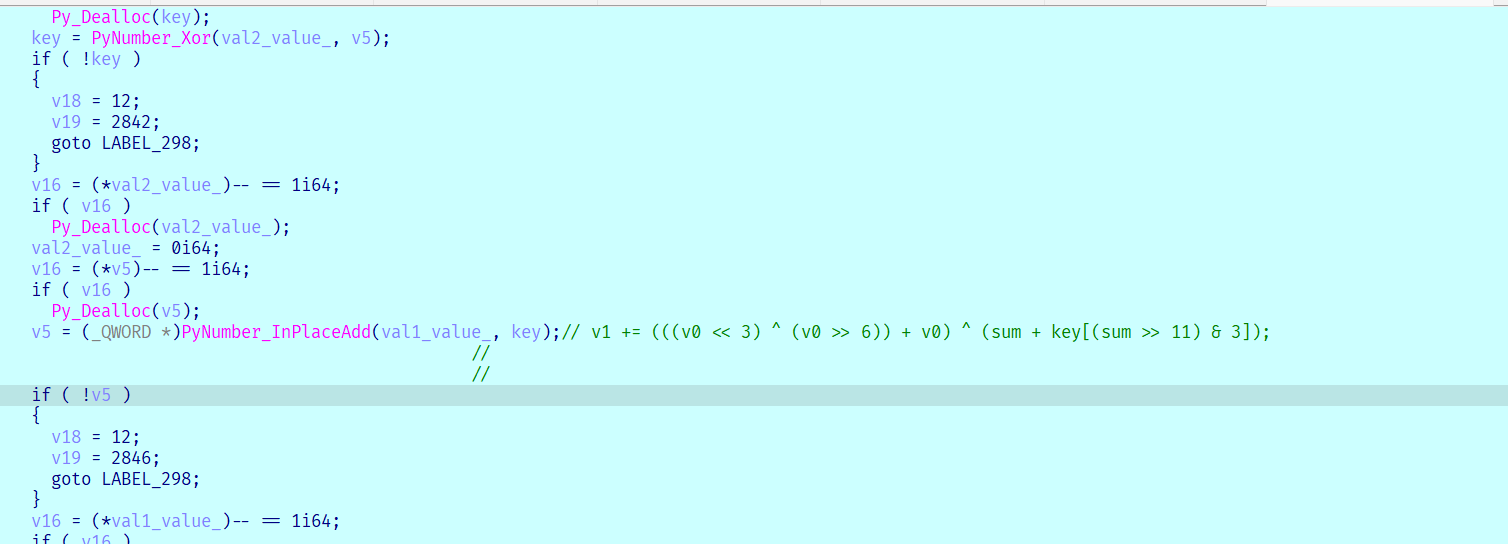 Py_Dealloc(key);
key = PyNumber_Xor(val2_value_, v5);
if ( !key )
{
v18 = 12;
v19 = 2842;
goto LABEL_298;
}
v16 = (*val2_value_)-- == 1i64;
if ( v16 )
Py_Dealloc(val2_value_);
val2_value_ = 0i64;
v16 = (*v5)-- == 1i64;
if ( v16 )
Py_Dealloc(v5);
v5 = (_QWORD *)PyNumber_InPlaceAdd(val1_value_, key);// v1 += (((v0 << 3) ^ (v0 >> 6)) + v0) ^ (sum + key[(sum >> 11) & 3]);
//
//
if ( !v5 )
{
v18 = 12;
v19 = 2846;
goto LABEL_298;
}
v16 = (*val1_value_)-- == 1i64;
if ( v16 )